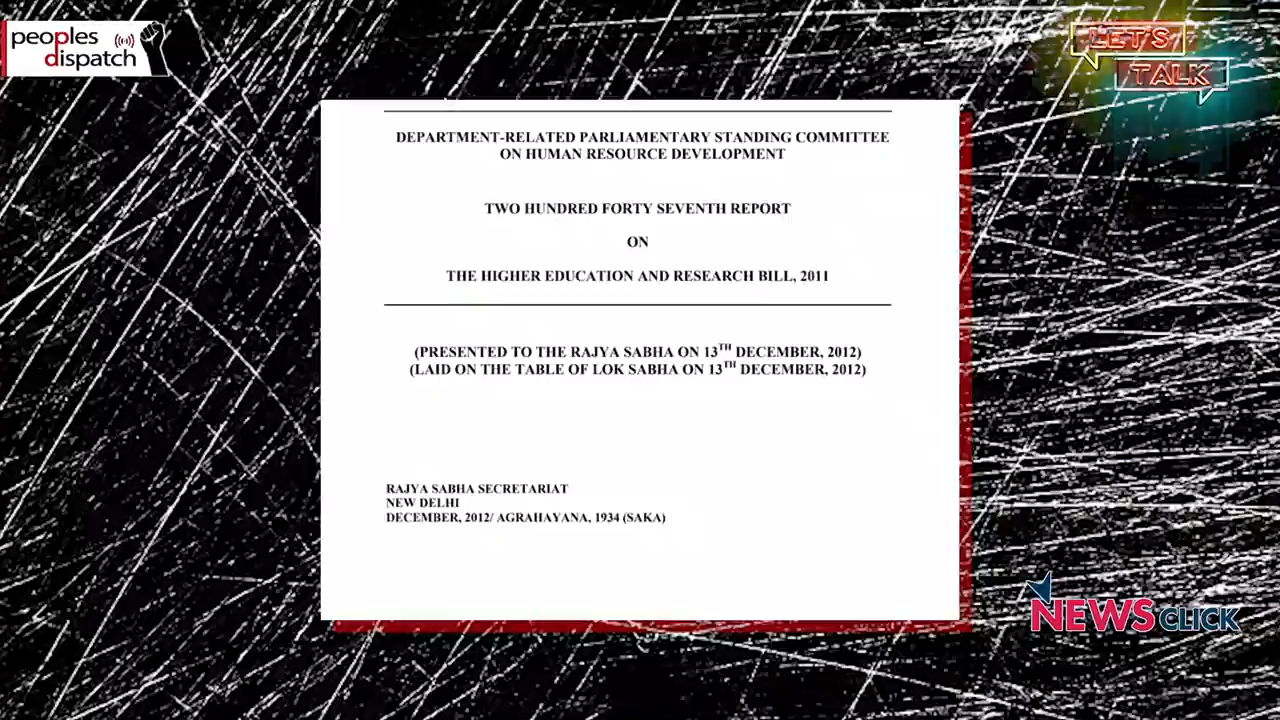 peoples
dispatch
LET'S
TALK
DEPARTMENT-RELATED PARLIAMENTARY STANDING COMMITTEE
ON HUMAN RESOURCE DEVELOPMENT
TWO HUNDRED FORTY SEVENTH REPORT
ON
THE HIGHER EDUCATION AND RESEARCH BILL, 2011
(PRESENTED TO THE RAJYA SABHA ON 13TH DECEMBER, 2012)
(LAID ON THE TABLE OF LOK SABHA ON 13TH DECEMBER, 2012)
RAJYA SABHA SECRETARIAT
NEW DELHI
DECEMBER, 2012/ AGRAHAYANA, 1934 (SAKA)
NEWSCLICK